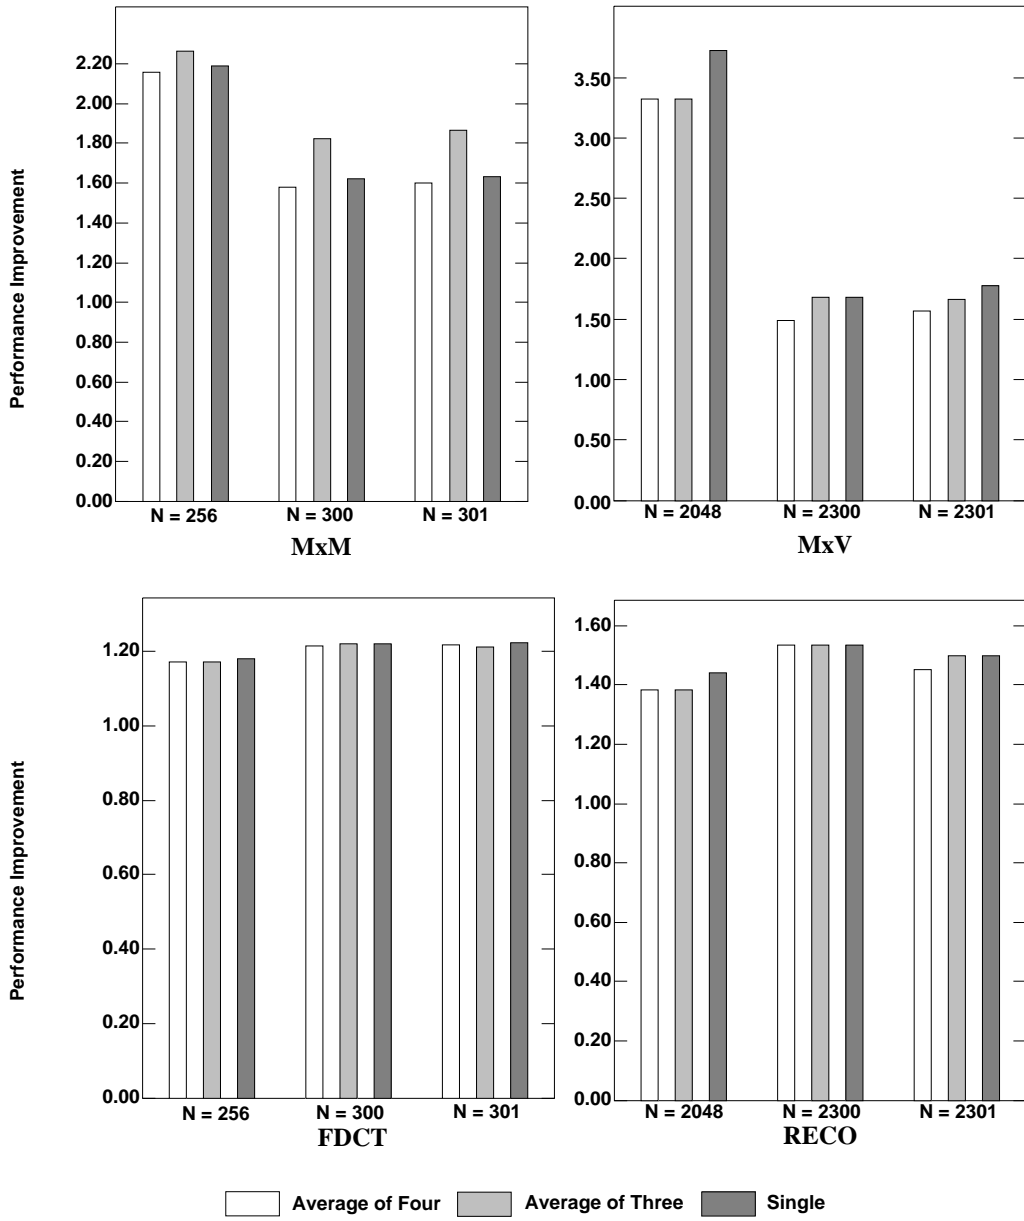 Performance Improvement
2.20
2.00
1.80
1.60
1.40
1.20
1.00
0.80
0.60
0.40
0.20
0.00
N = 256
N = 300
N = 301
MxM
3.50
3.00
2.50
2.00
1.50
1.00
0.50
0.00
N = 2048
N = 2300
N = 2301
MxV
Performance Improvement
1.20
1.00
0.80
0.60
0.40
0.20
0.00
N = 256
N = 300
N = 301
FDCT
1.60
1.40
1.20
1.00
0.80
0.60
0.40
0.20
0.00
N = 2048
N = 2300
N = 2301
RECO
Average of Four
Average of Three
Single